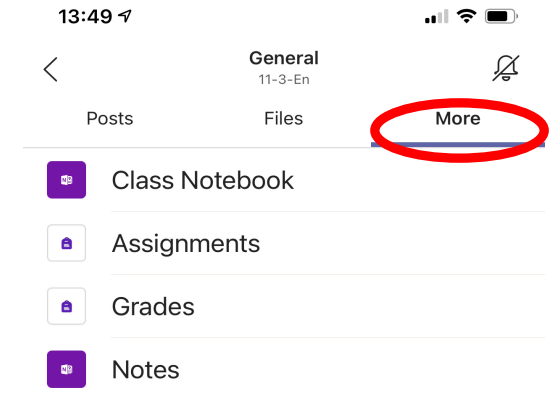 13:49
General
11-3-En
Posts Files More
Class Notebook
Assignments
Grades
Notes